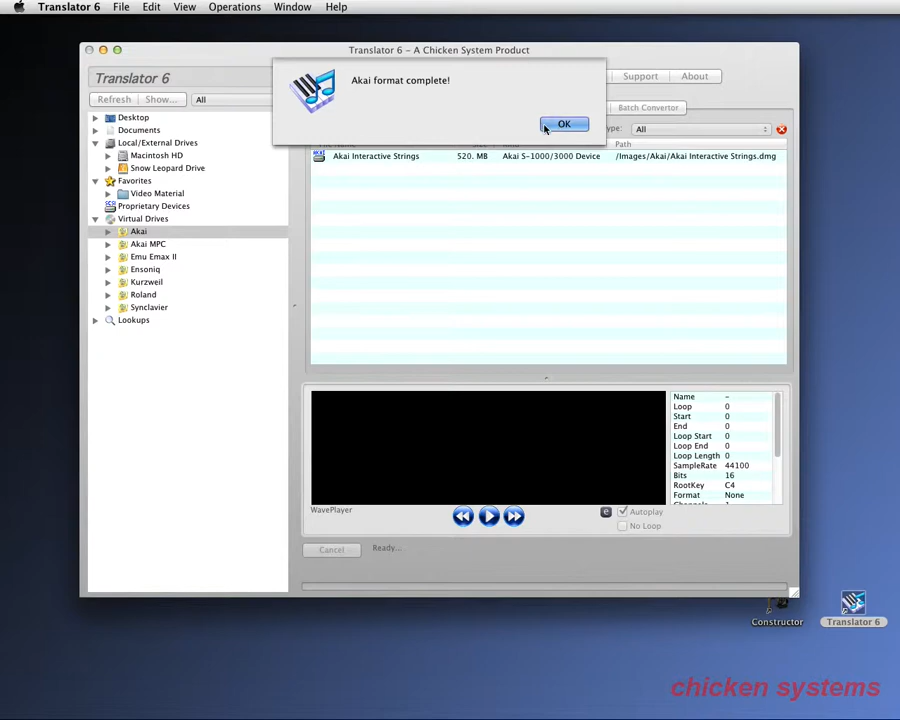 Translator 6 File Edit View Operations Window Help
Translator 6 – A Chicken System Product
Akai format complete!
OK
Translator 6
Support About
Refresh Show... All
Batch Convertor
All
Desktop
Documents
Local/External Drives
Macintosh HD
Snow Leopard Drive
Favorites
Video Material
Proprietary Devices
Virtual Drives
Akai
Akai MPC
Emu Emax II
Ensoniq
Kurzweil
Roland
Synclavier
Lookups
Akai Interactive Strings 520. MB Akai S-1000/3000 Device /Images/Akai/Akai Interactive Strings.dmg
Name –
Loop 0
Start 0
End 0
Loop Start 0
Loop End 0
Loop Length 0
SampleRate 44100
Bits 16
RootKey C4
Format None
WavePlayer
e Autoplay
No Loop
Cancel Ready...
Constructor
Translator 6
chicken systems